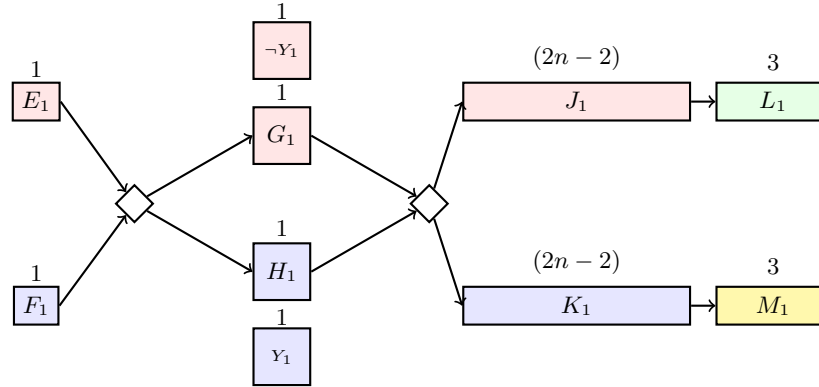 1
¬Y₁
1
G₁
1
E₁
(2n − 2)
J₁
3
L₁
1
F₁
1
H₁
1
Y₁
(2n − 2)
K₁
3
M₁